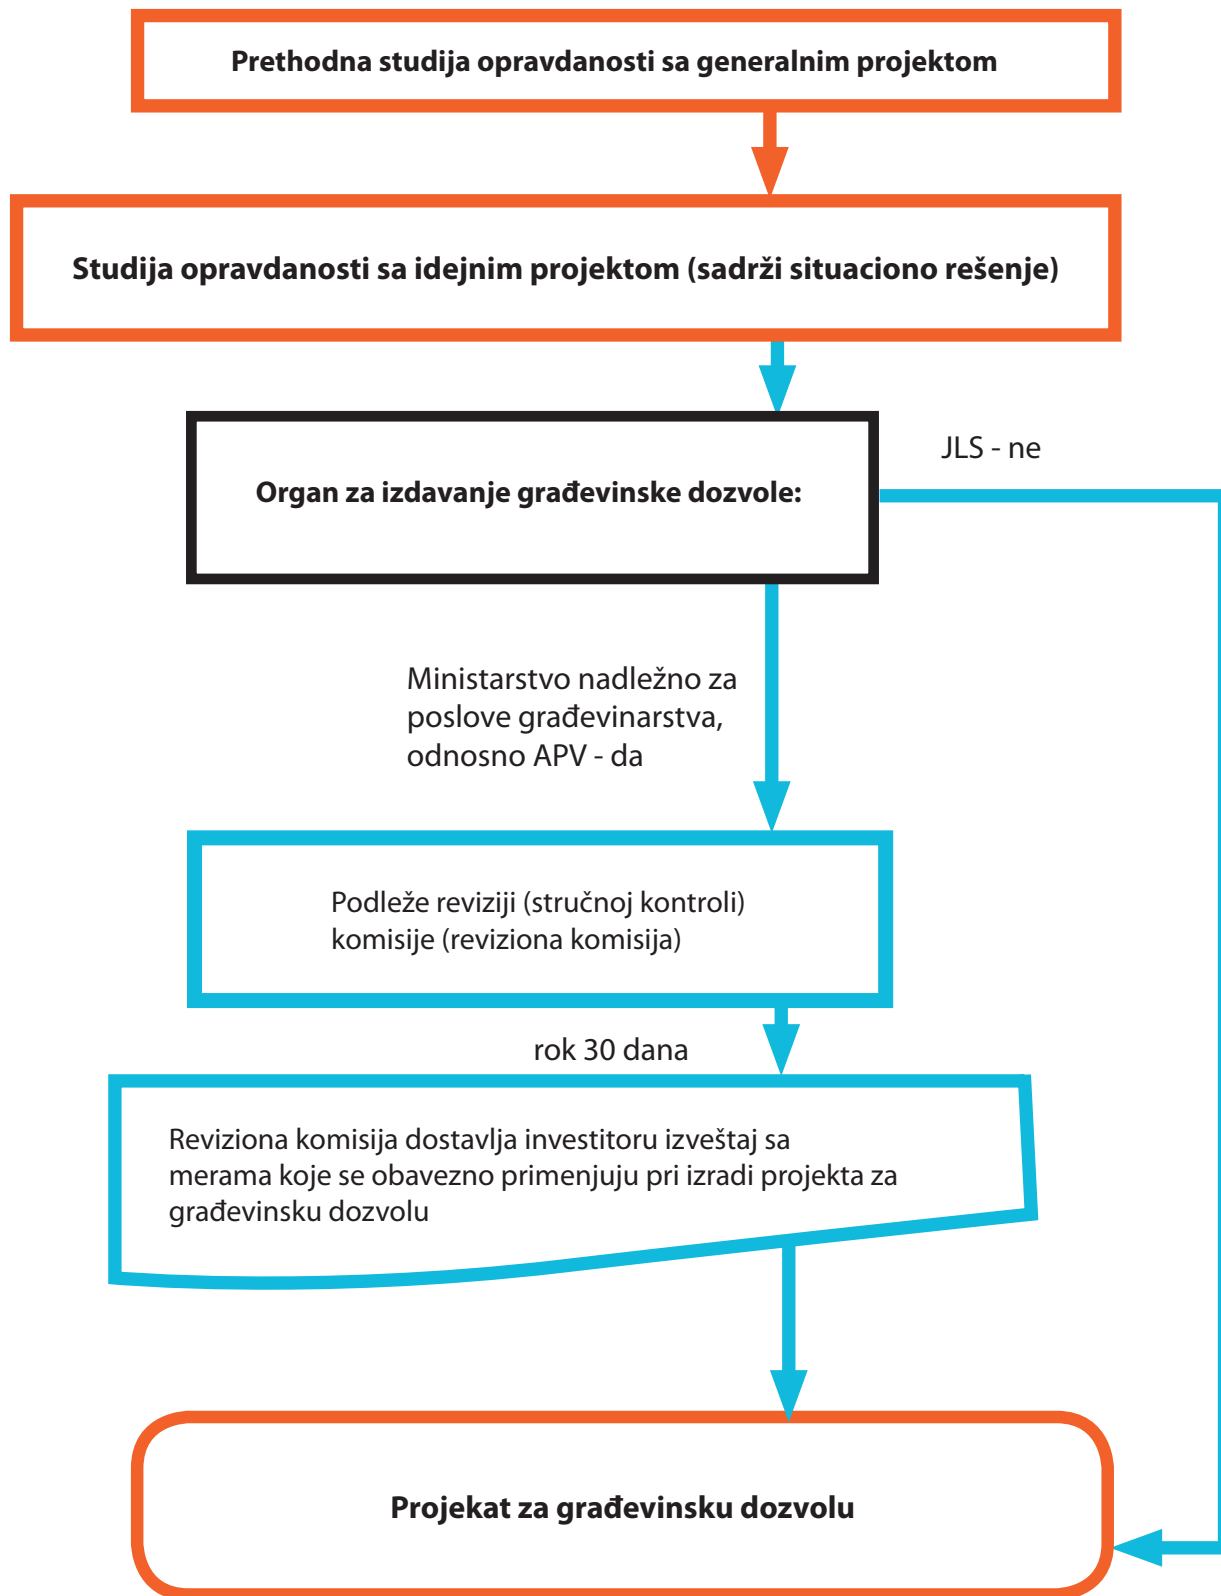 Prethodna studija opravdanosti sa generalnim projektom
Studija opravdanosti sa idejnim projektom (sadrži situaciono rešenje)
JLS - ne
Organ za izdavanje građevinske dozvole:
Ministarstvo nadležno za
poslove građevinarstva,
odnosno APV - da
Podleže reviziji (stručnoj kontroli)
komisije (reviziona komisija)
rok 30 dana
Reviziona komisija dostavlja investitoru izveštaj sa
merama koje se obavezno primenjuju pri izradi projekta za
građevinsku dozvolu
Projekat za građevinsku dozvolu